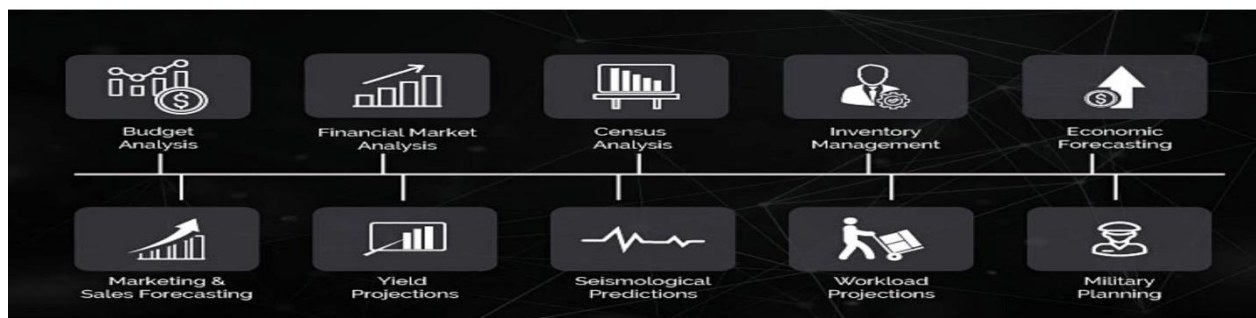 Budget
Analysis
Financial Market
Analysis
Census
Analysis
Inventory
Management
Economic
Forecasting
Marketing &
Sales Forecasting
Yield
Projections
Seismological
Predictions
Workload
Projections
Military
Planning